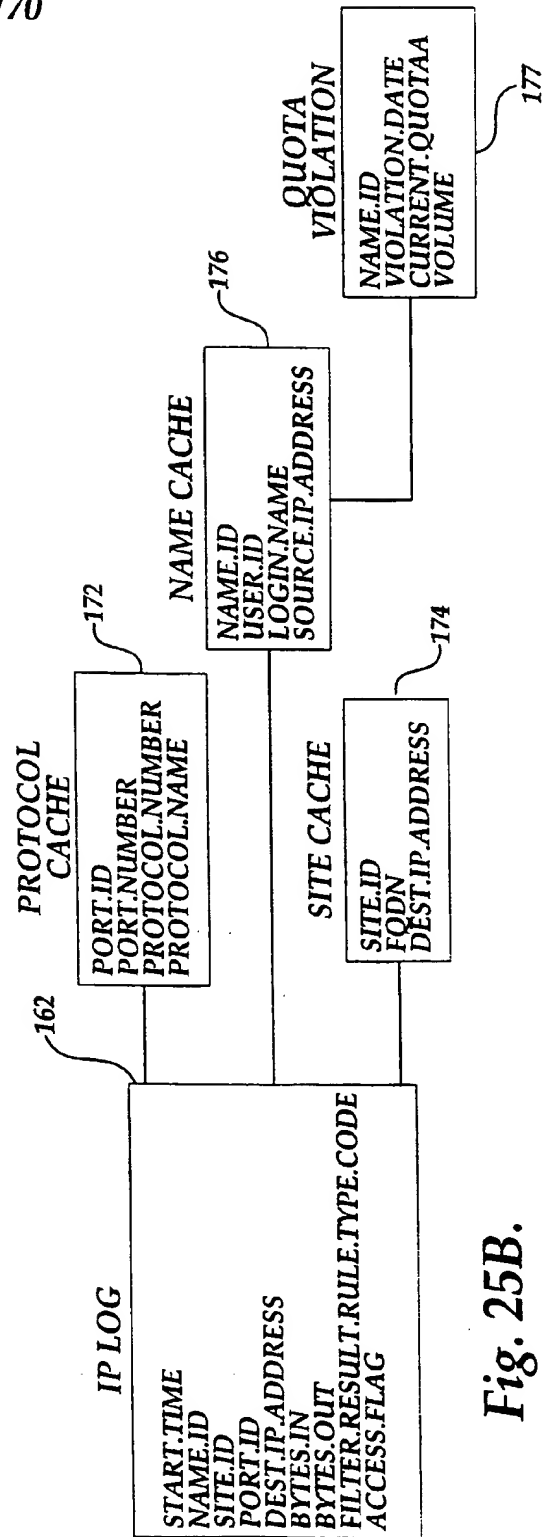 170
IP LOG
162
START.TIME
NAME.ID
SITE.ID
PORT.ID
DEST.IP.ADDRESS
BYTES.IN
BYTES.OUT
FILTER.RESULT.RULE.TYPE.CODE
ACCESS.FLAG
PROTOCOL
CACHE
172
PORT.ID
PORT.NUMBER
PROTOCOL.NUMBER
PROTOCOL.NAME
NAME CACHE
176
NAME.ID
USER.ID
LOGIN.NAME
SOURCE.IP.ADDRESS
SITE CACHE
174
SITE.ID
FQDN
DEST.IP.ADDRESS
QUOTA
VIOLATION
NAME.ID
VIOLATION.DATE
CURRENT.QUOTAA
VOLUME
177
Fig. 25B.